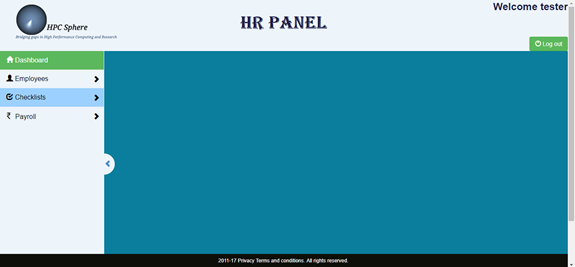 Welcome tester
HPC Sphere
Bridging gaps in High Performance Computing and Research
HR PANEL
Log out
Dashboard
Employees
Checklists
₹ Payroll
2011-17 Privacy Terms and conditions. All rights reserved.